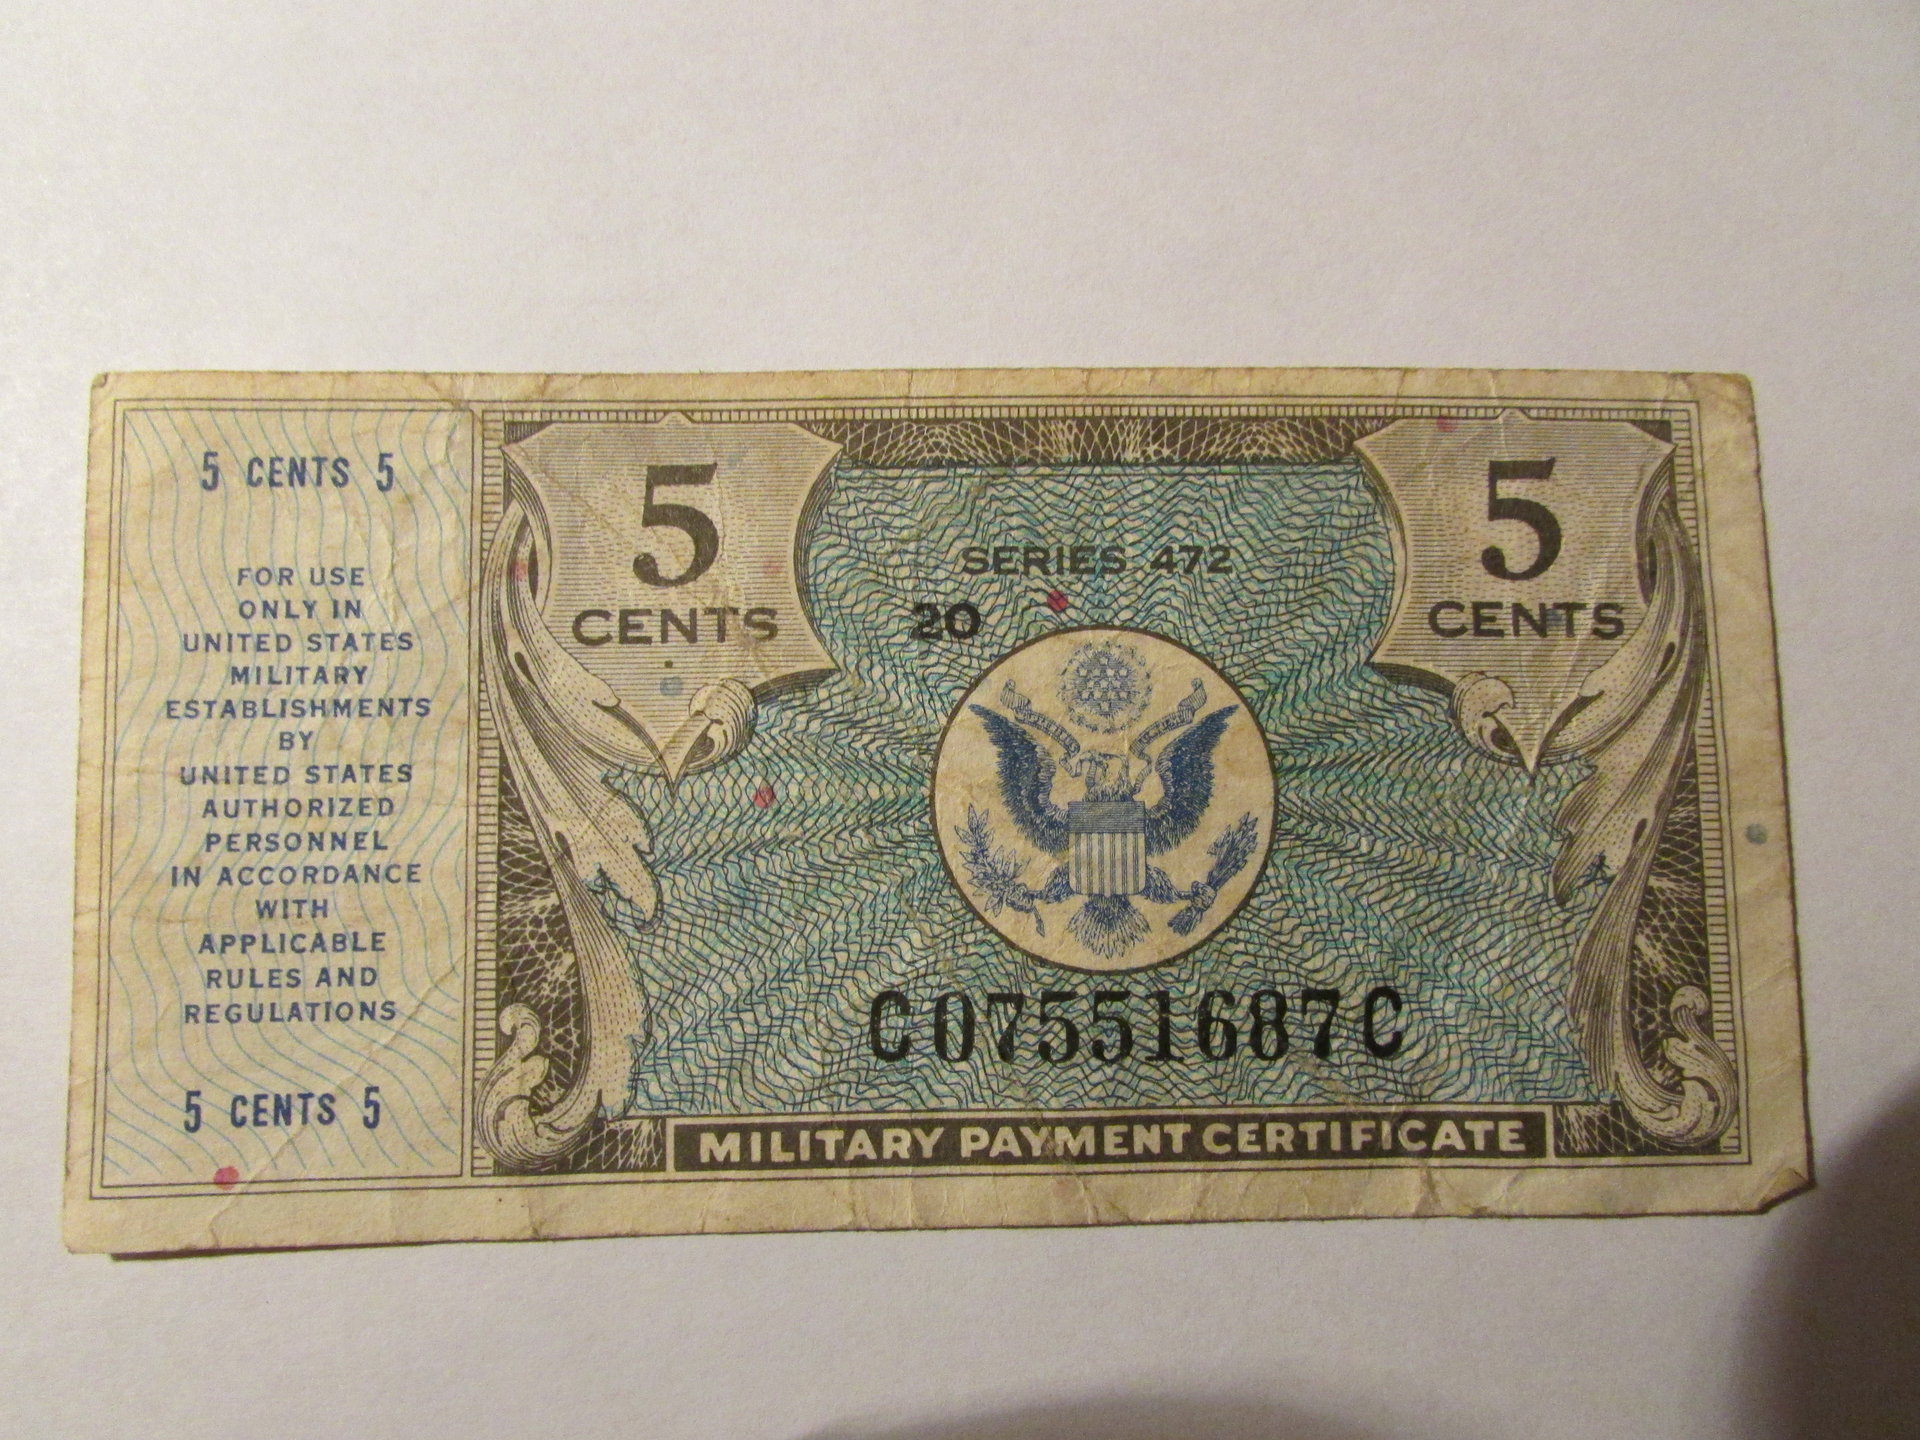 5 CENTS 5
FOR USE
ONLY IN
UNITED STATES
MILITARY
ESTABLISHMENTS
BY
UNITED STATES
AUTHORIZED
PERSONNEL
IN ACCORDANCE
WITH
APPLICABLE
RULES AND
REGULATIONS
5 CENTS 5
5
CENTS
SERIES 472
20
5
CENTS
C07551687C
MILITARY PAYMENT CERTIFICATE